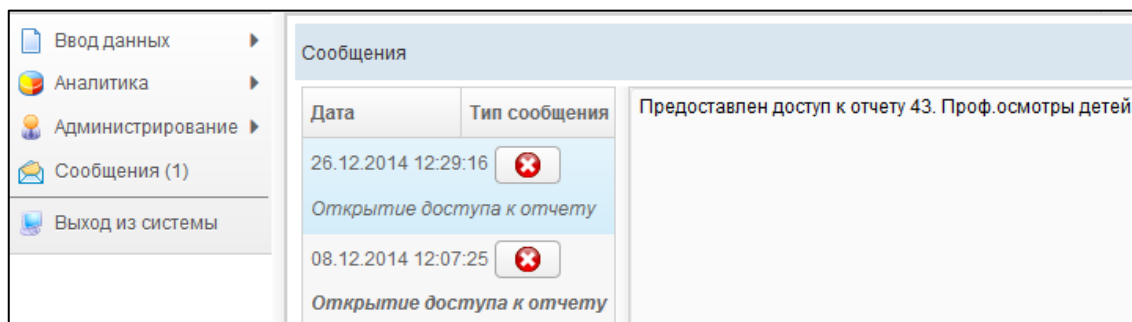 Ввод данных
Аналитика
Администрирование
Сообщения (1)
Выход из системы
Сообщения
Дата Тип сообщения
26.12.2014 12:29:16
Открытие доступа к отчету
08.12.2014 12:07:25
Открытие доступа к отчету
Предоставлен доступ к отчету 43. Проф.осмотры детей